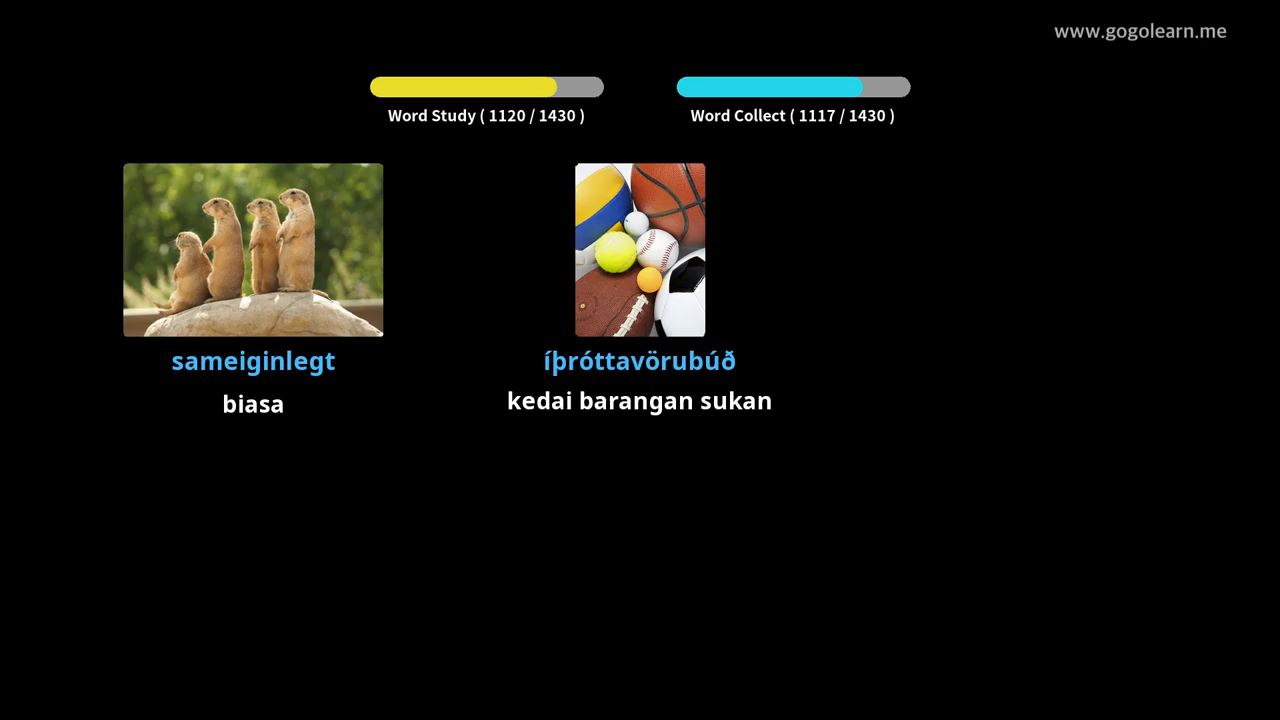 www.gogolearn.me
Word Study ( 1120 / 1430 )
Word Collect ( 1117 / 1430 )
sameiginlegt
biasa
íþróttavörubúð
kedai barangan sukan